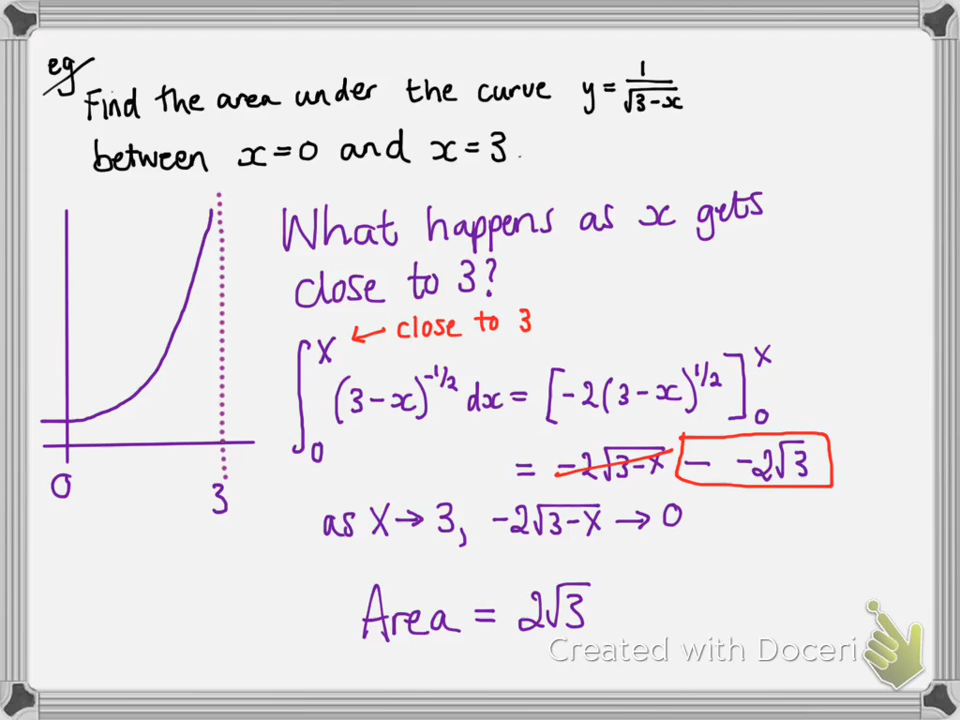 eg
Find the area under the curve y = 1/√(3-x)
between x=0 and x=3.
What happens as x gets
close to 3?
X ← close to 3
∫₀^X (3-x)^(-1/2) dx = [-2(3-x)^(1/2)]₀^X
= -2√(3-X) - -2√3
0 3
as X → 3, -2√(3-X) → 0
Area = 2√3
Created with Doceri